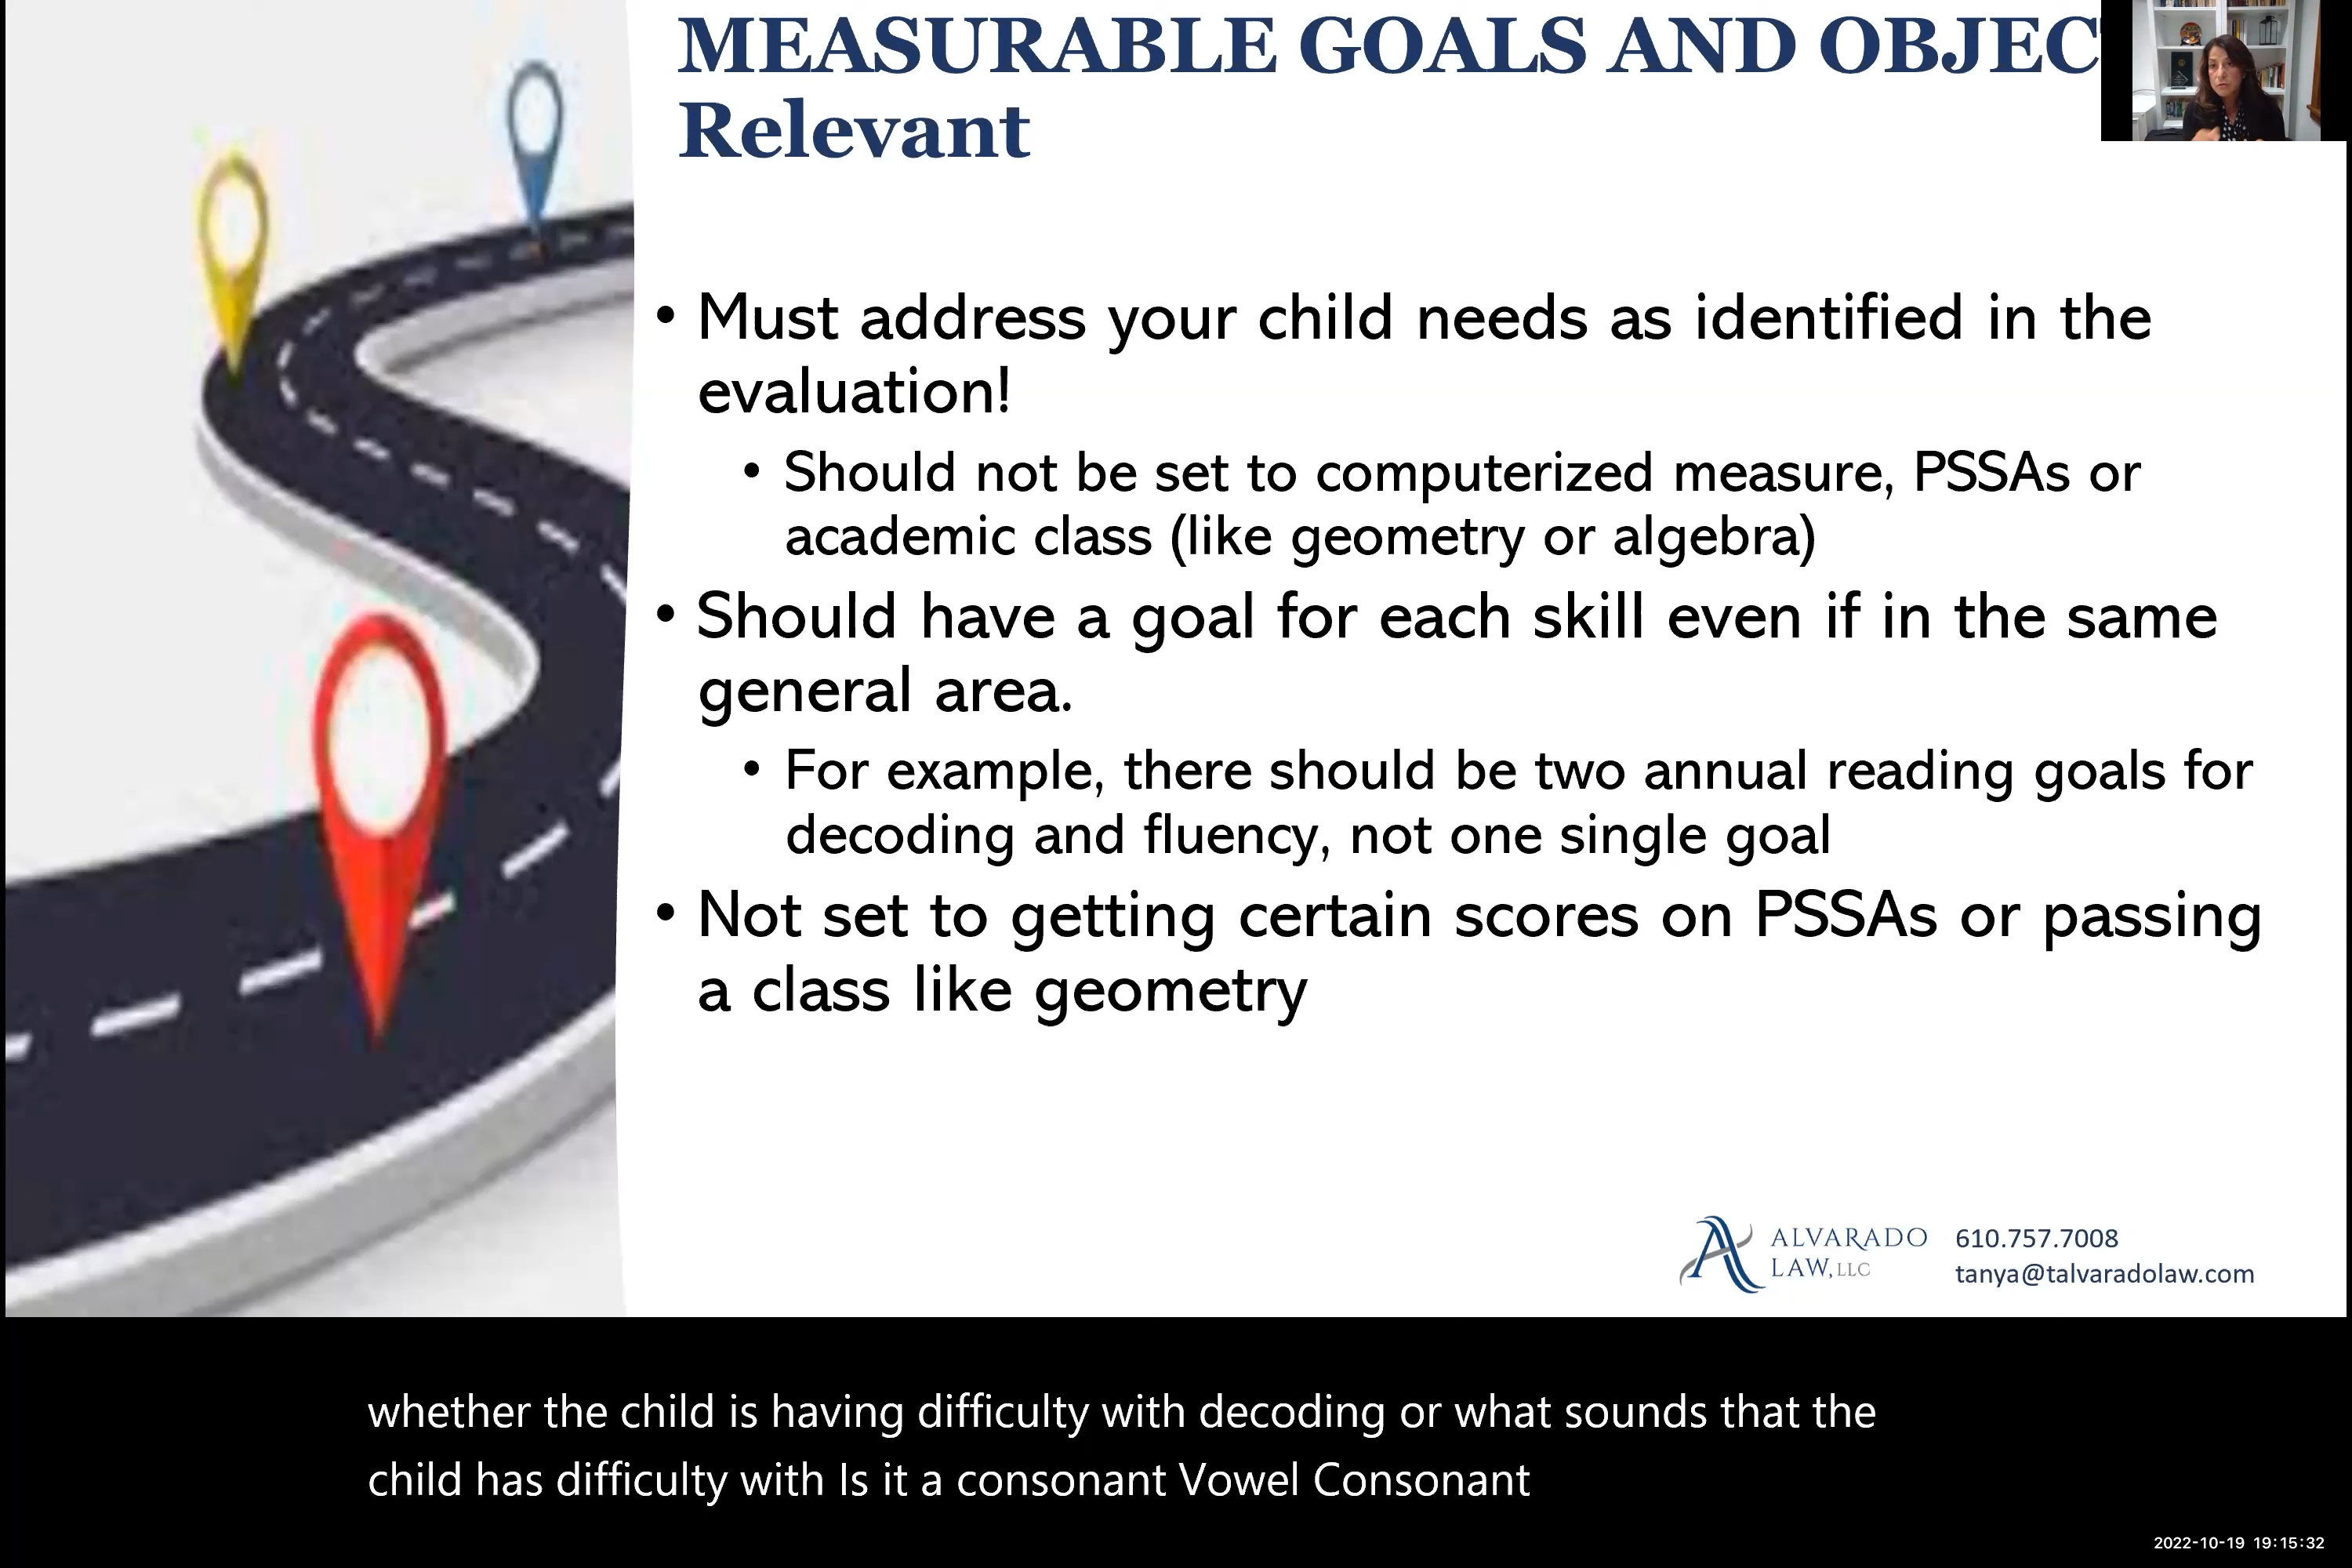 MEASURABLE GOALS AND OBJEC
Relevant
• Must address your child needs as identified in the
evaluation!
• Should not be set to computerized measure, PSSAs or
academic class (like geometry or algebra)
• Should have a goal for each skill even if in the same
general area.
• For example, there should be two annual reading goals for
decoding and fluency, not one single goal
• Not set to getting certain scores on PSSAs or passing
a class like geometry
ALVARADO
LAW, LLC
610.757.7008
tanya@talvaradolaw.com
whether the child is having difficulty with decoding or what sounds that the
child has difficulty with Is it a consonant Vowel Consonant
2022-10-19 19:15:32